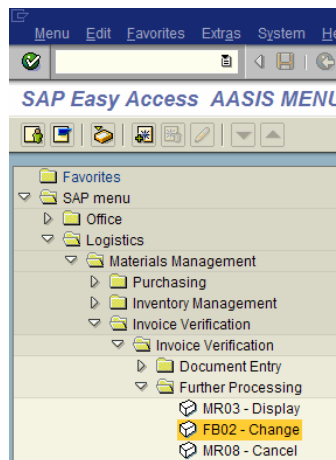 Menu Edit Favorites Extras System
SAP Easy Access AASIS MENU
Favorites
SAP menu
Office
Logistics
Materials Management
Purchasing
Inventory Management
Invoice Verification
Invoice Verification
Document Entry
Further Processing
MR03 - Display
FB02 - Change
MR08 - Cancel